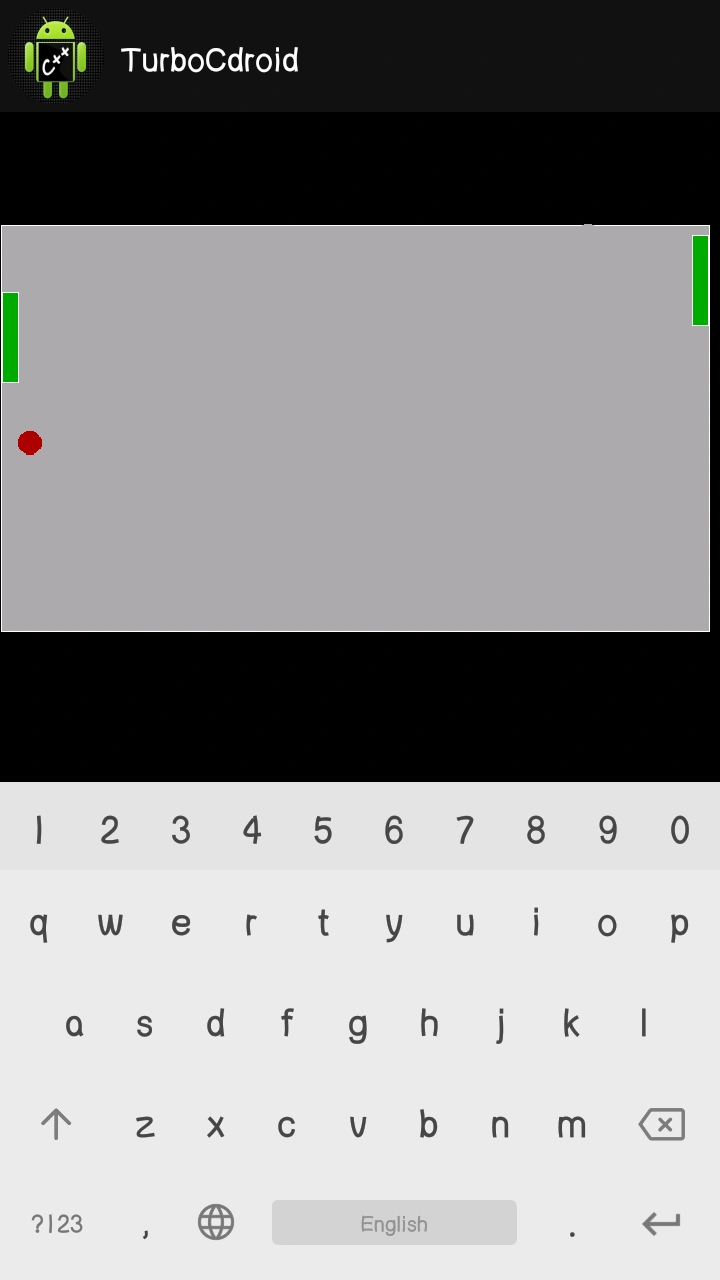 C++
TurboCdroid
1 2 3 4 5 6 7 8 9 0
q w e r t y u i o p
a s d f g h j k l
z x c v b n m
?123 , English .